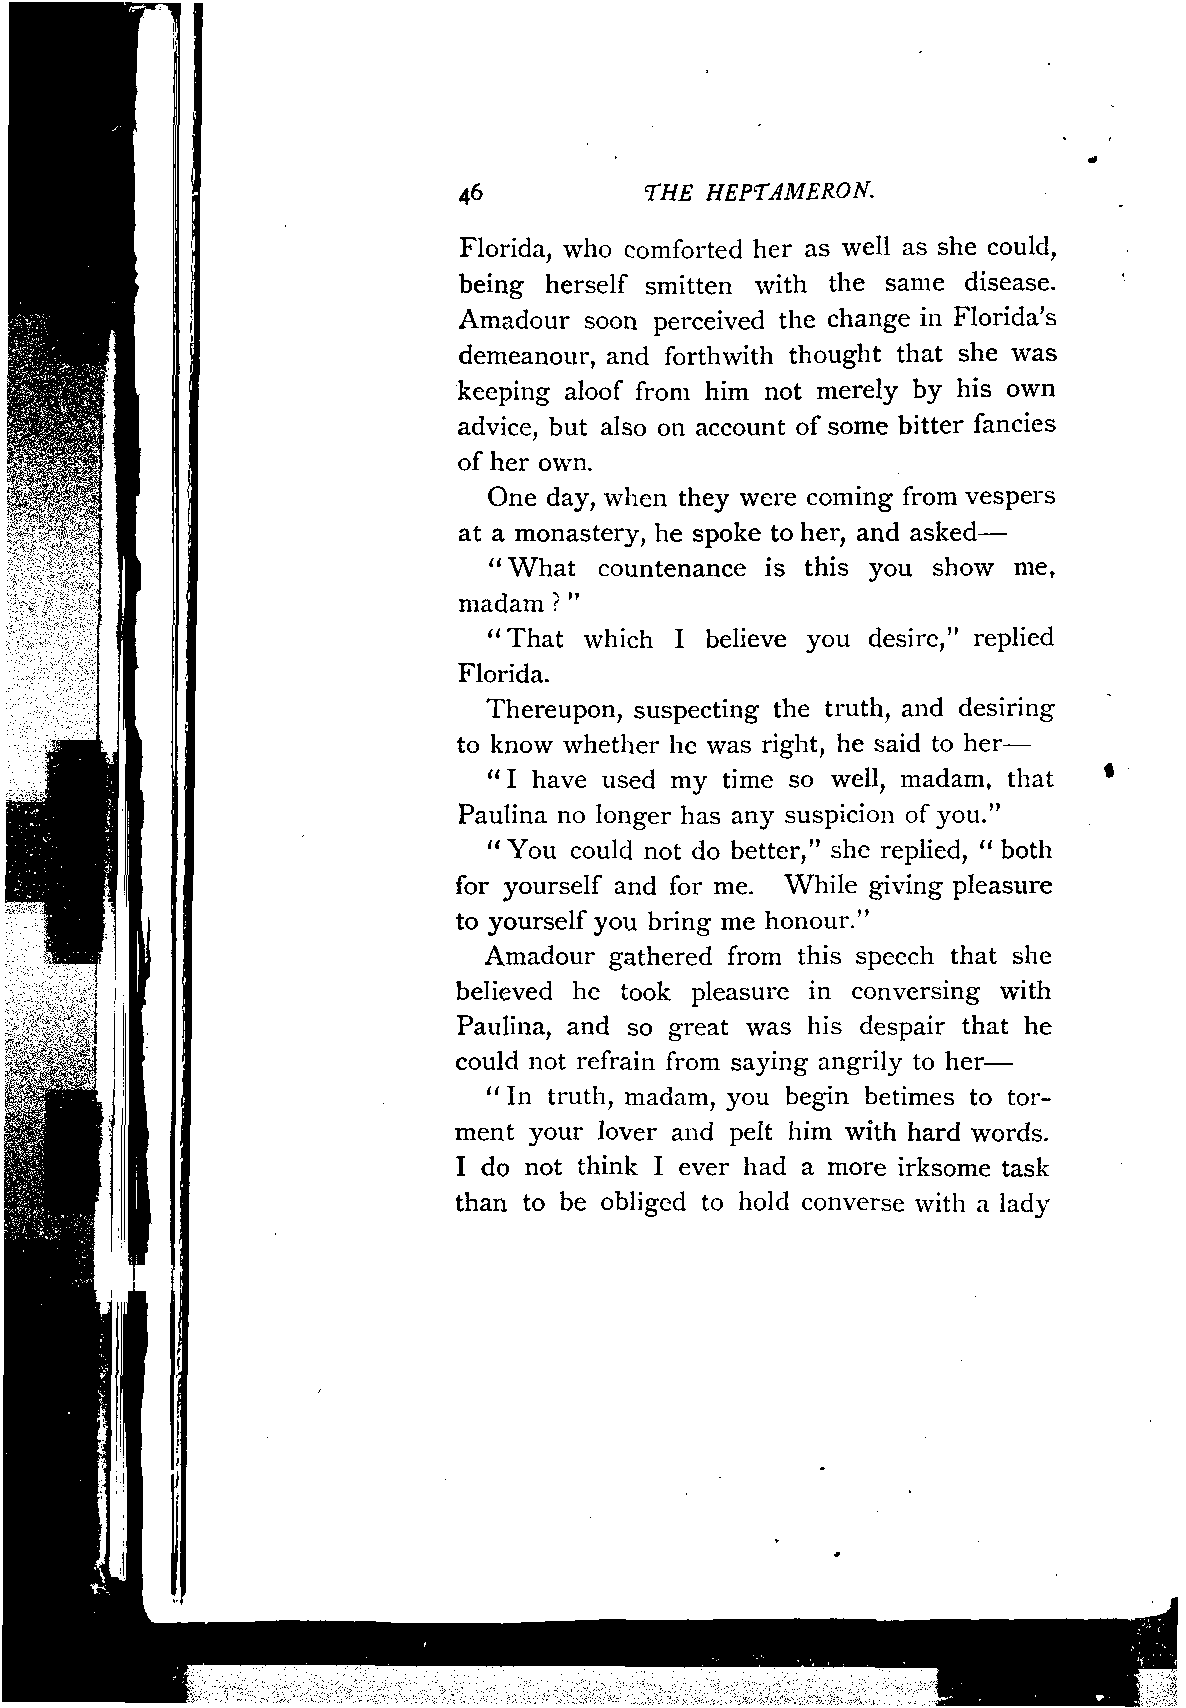 46 THE HEPTAMERON.
Florida, who comforted her as well as she could,
being herself smitten with the same disease.
Amadour soon perceived the change in Florida's
demeanour, and forthwith thought that she was
keeping aloof from him not merely by his own
advice, but also on account of some bitter fancies
of her own.
One day, when they were coming from vespers
at a monastery, he spoke to her, and asked—
"What countenance is this you show me,
madam?"
"That which I believe you desire," replied
Florida.
Thereupon, suspecting the truth, and desiring
to know whether he was right, he said to her—
"I have used my time so well, madam, that
Paulina no longer has any suspicion of you."
"You could not do better," she replied, "both
for yourself and for me. While giving pleasure
to yourself you bring me honour."
Amadour gathered from this speech that she
believed he took pleasure in conversing with
Paulina, and so great was his despair that he
could not refrain from saying angrily to her—
"In truth, madam, you begin betimes to tor-
ment your lover and pelt him with hard words.
I do not think I ever had a more irksome task
than to be obliged to hold converse with a lady